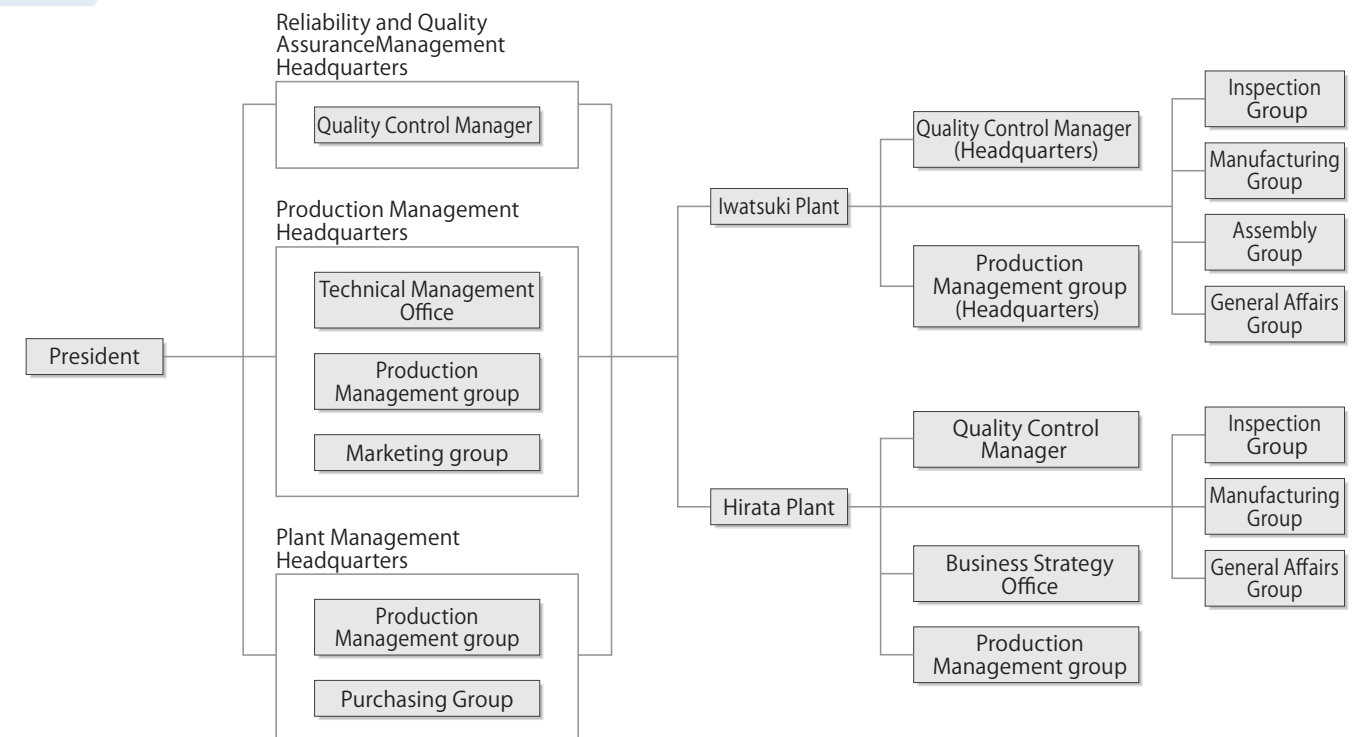 Reliability and Quality
AssuranceManagement
Headquarters
Quality Control Manager
Production Management
Headquarters
Technical Management
Office
Production
Management group
Marketing group
President
Plant Management
Headquarters
Production
Management group
Purchasing Group
Iwatsuki Plant
Quality Control Manager
(Headquarters)
Production
Management group
(Headquarters)
Inspection
Group
Manufacturing
Group
Assembly
Group
General Affairs
Group
Hirata Plant
Quality Control
Manager
Business Strategy
Office
Production
Management group
Inspection
Group
Manufacturing
Group
General Affairs
Group